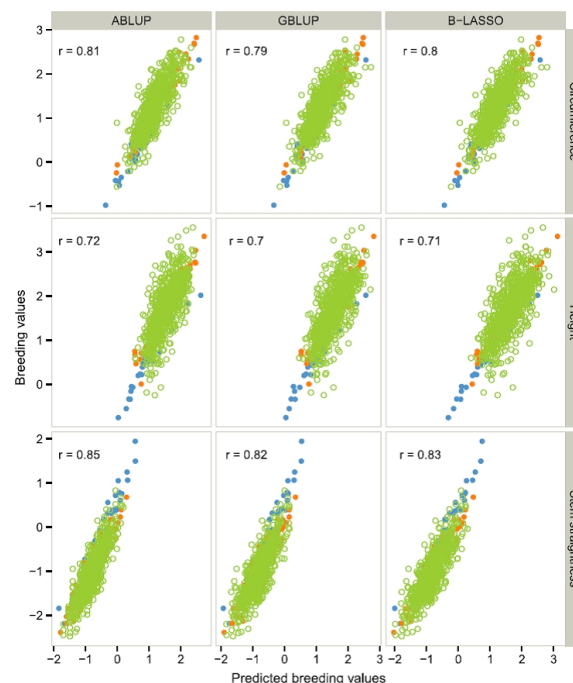 ABLUP GBLUP B−LASSO
r = 0.81 r = 0.79 r = 0.8
3
2
1
0
−1
r = 0.72 r = 0.7 r = 0.71
3
2
1
0
Breeding values
r = 0.85 r = 0.82 r = 0.83
2
1
0
−1
−2
−2 −1 0 1 2 −2 −1 0 1 2 3 −2 −1 0 1 2 3
Predicted breeding values